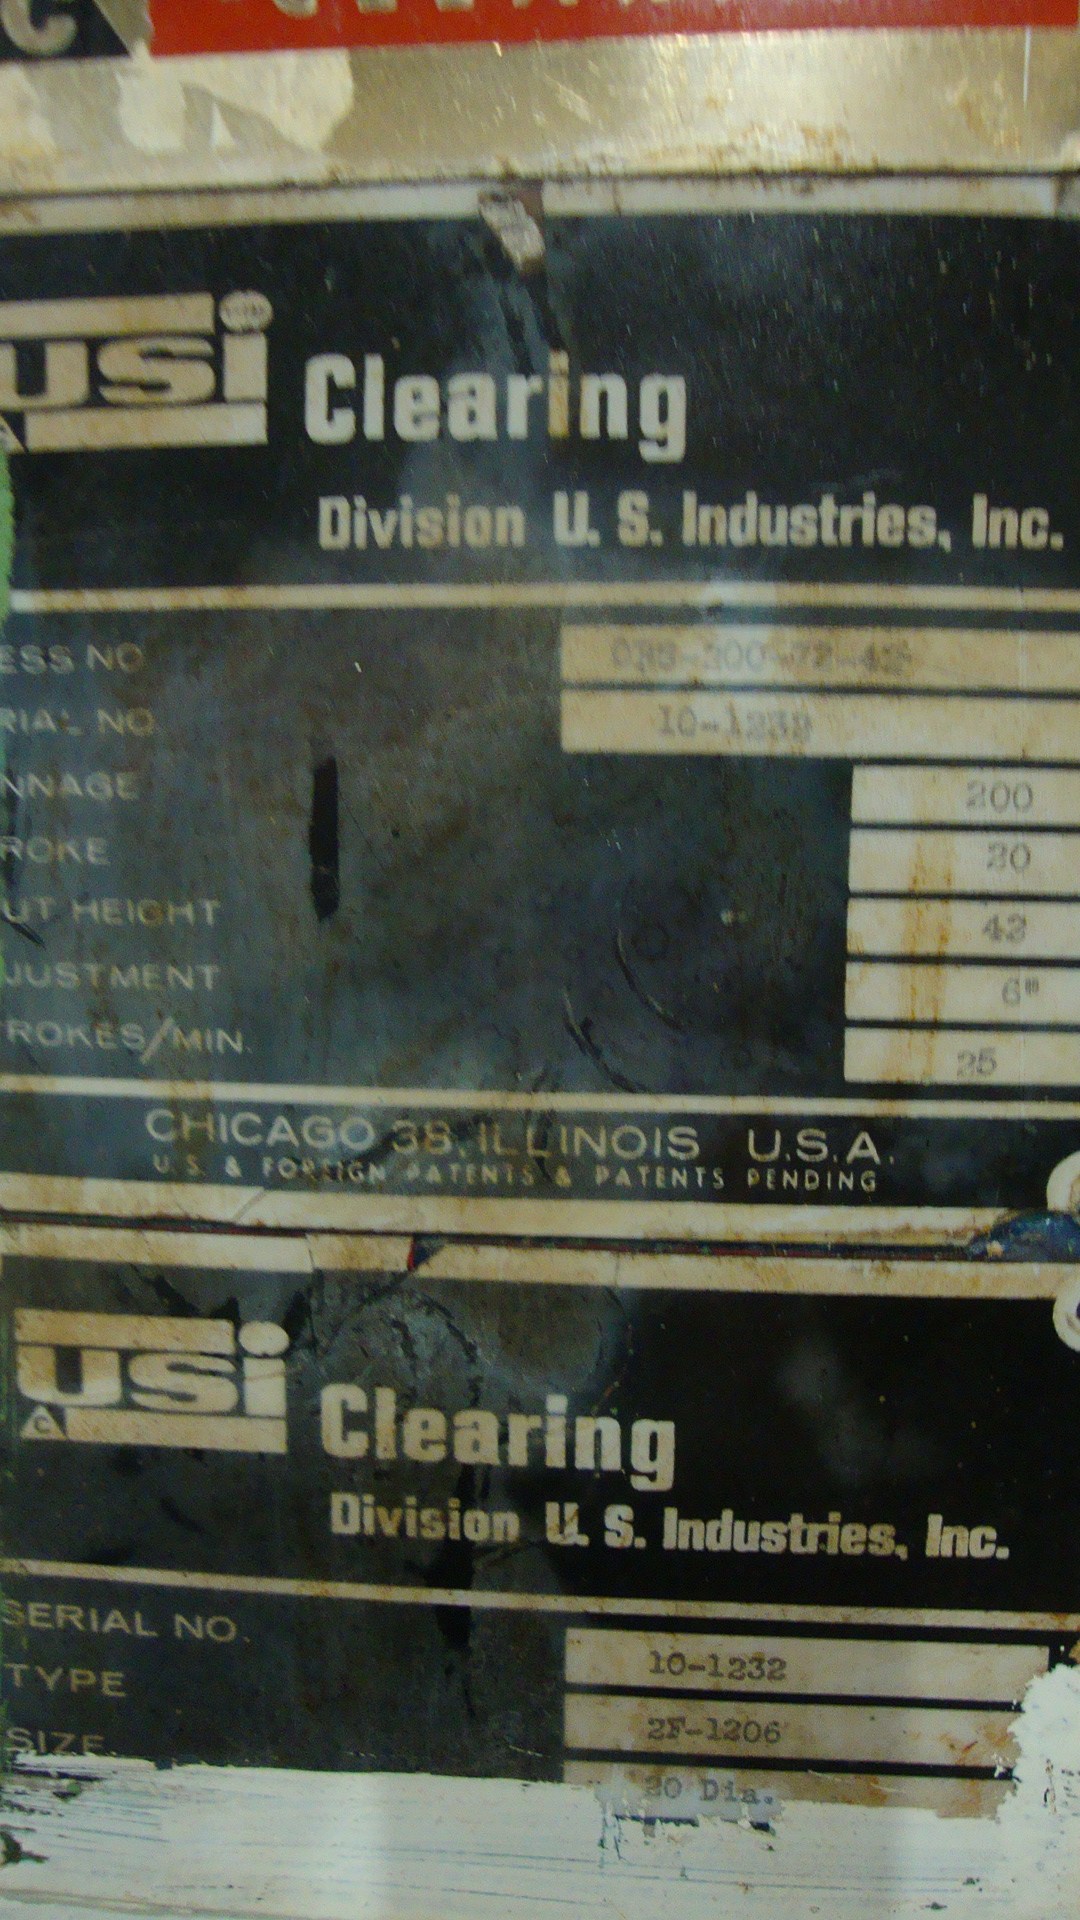 C
usi Clearing
Division U. S. Industries, Inc.
ESS NO
RIAL NO. 10-1232
NNAGE 200
ROKE 20
UT HEIGHT 42
JUSTMENT 6"
ROKES/MIN. 25
CHICAGO 38, ILLINOIS U.S.A.
U.S. & FOREIGN PATENTS & PATENTS PENDING
usi Clearing
C
Division U. S. Industries, Inc.
SERIAL NO. 10-1232
TYPE 2F-1206
SIZE 20 Dia.